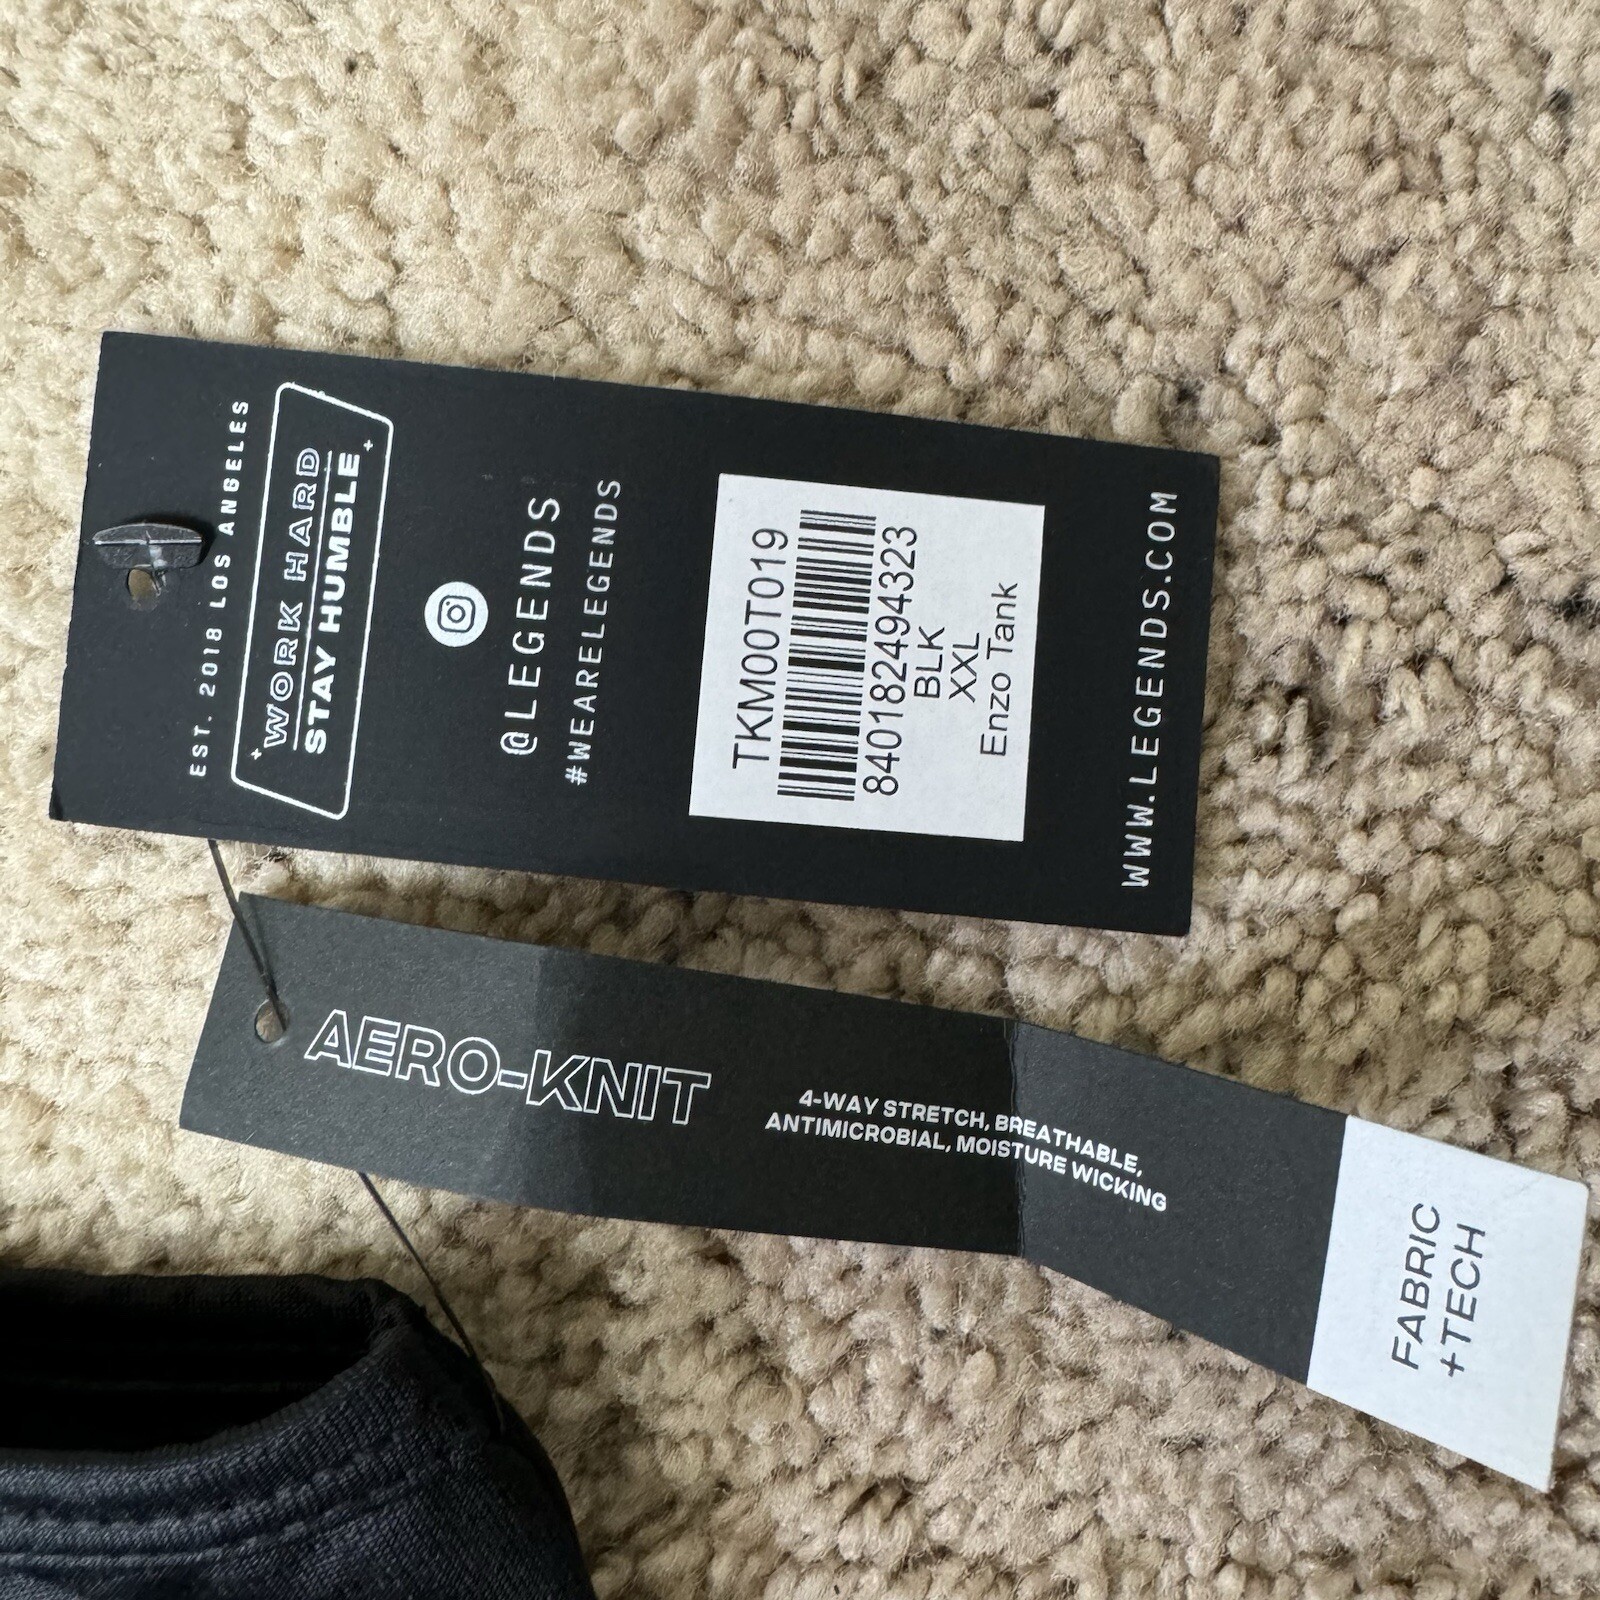 EST. 2018 LOS ANGELES
WORK HARD
STAY HUMBLE
@LEGENDS
#WEARELEGENDS
TKM00T019
840182494323
BLK
XXL
Enzo Tank
WWW.LEGENDS.COM
AERO-KNIT
4-WAY STRETCH, BREATHABLE,
ANTIMICROBIAL, MOISTURE WICKING
FABRIC
+TECH